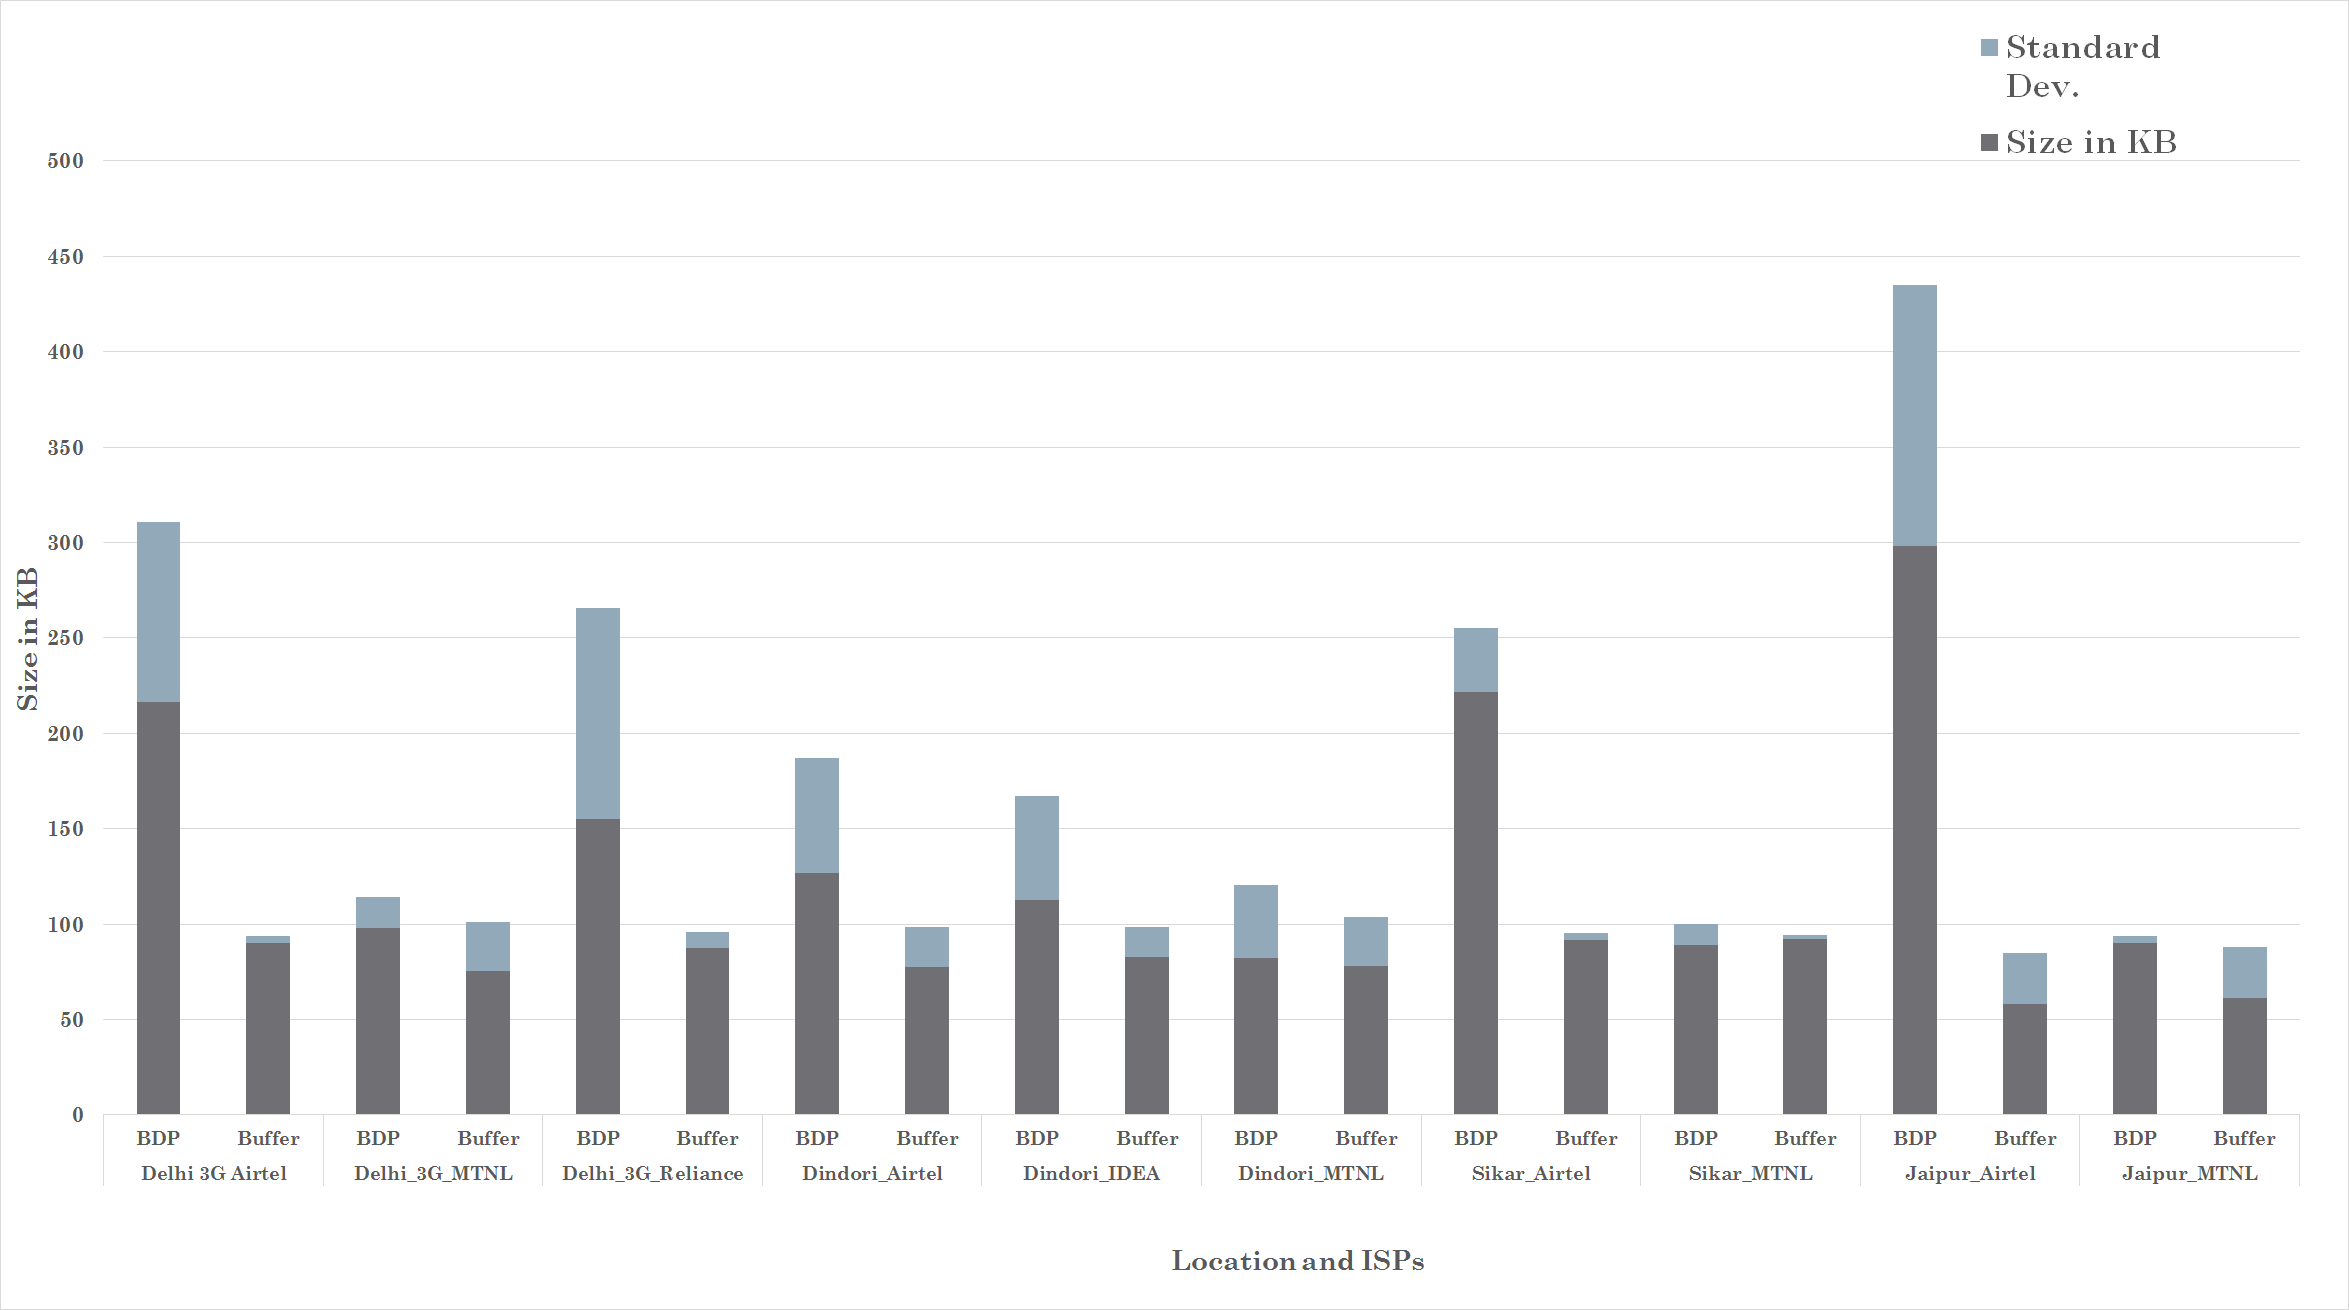 Standard
Dev.
Size in KB
500
450
400
350
300
250
200
150
100
50
0
Size in KB
BDP Buffer BDP Buffer BDP Buffer BDP Buffer BDP Buffer BDP Buffer BDP Buffer BDP Buffer BDP Buffer BDP Buffer
Delhi 3G Airtel Delhi_3G_MTNL Delhi_3G_Reliance Dindori_Airtel Dindori_IDEA Dindori_MTNL Sikar_Airtel Sikar_MTNL Jaipur_Airtel Jaipur_MTNL
Location and ISPs